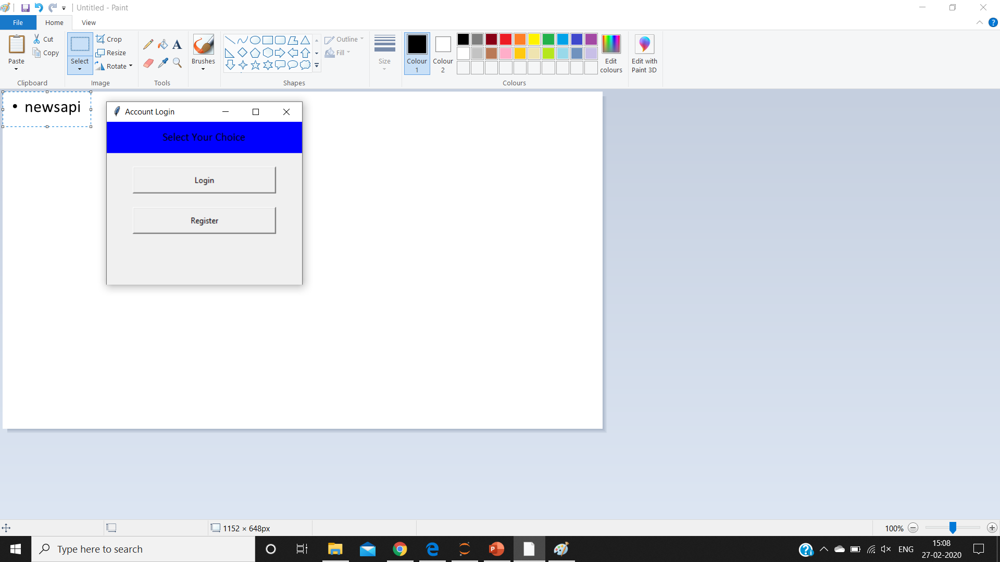 Untitled - Paint
File Home View
Paste
Cut
Copy
Clipboard
Select
Crop
Resize
Rotate
Image
A
Tools
Brushes
Shapes
Outline
Fill
Size
Colour 1
Colour 2
Edit colours
Colours
Edit with Paint 3D
• newsapi
Account Login
Select Your Choice
Login
Register
1152 × 648px
100%
Type here to search
ENG
15:08
27-02-2020